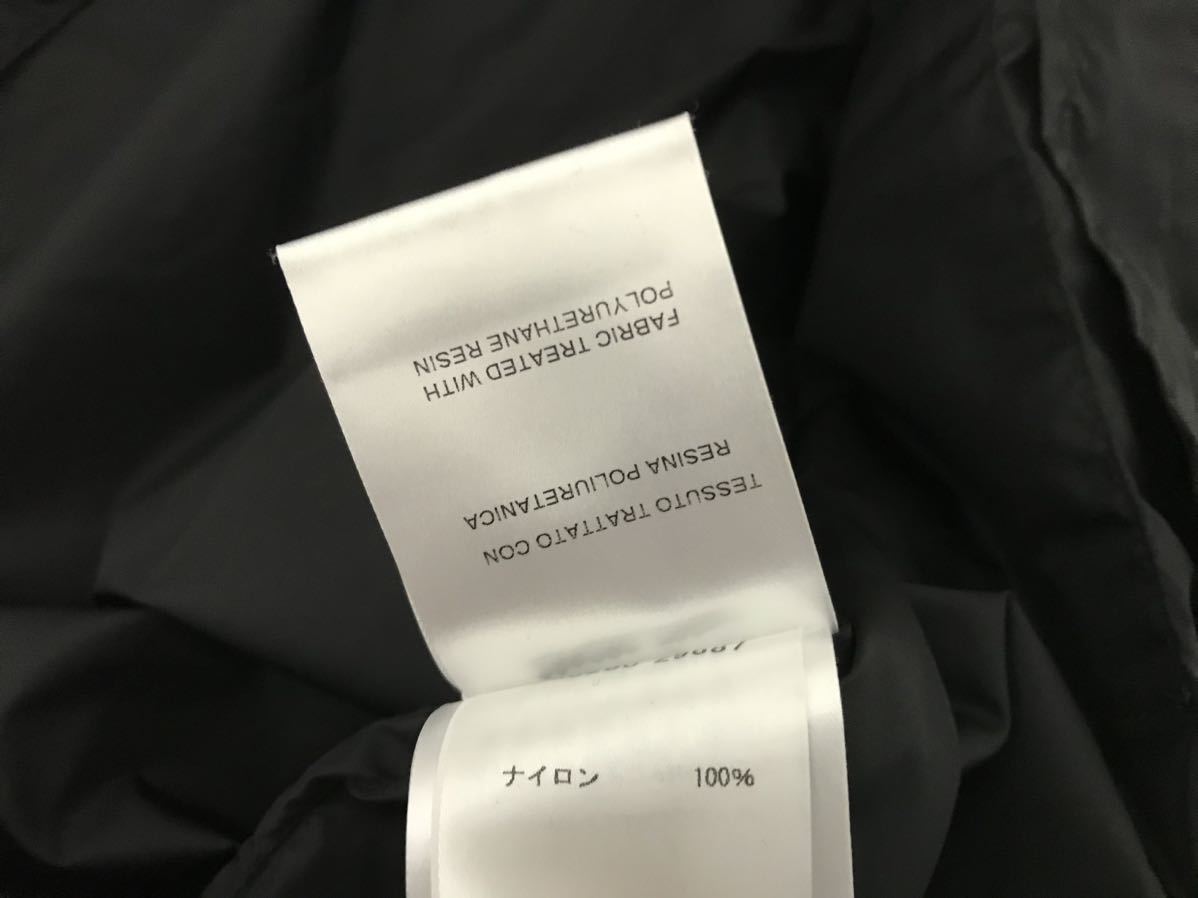 TESSUTO TRATTATO CON
RESINA POLIURETANICA
FABRIC TREATED WITH
POLYURETHANE RESIN
ナイロン 100%